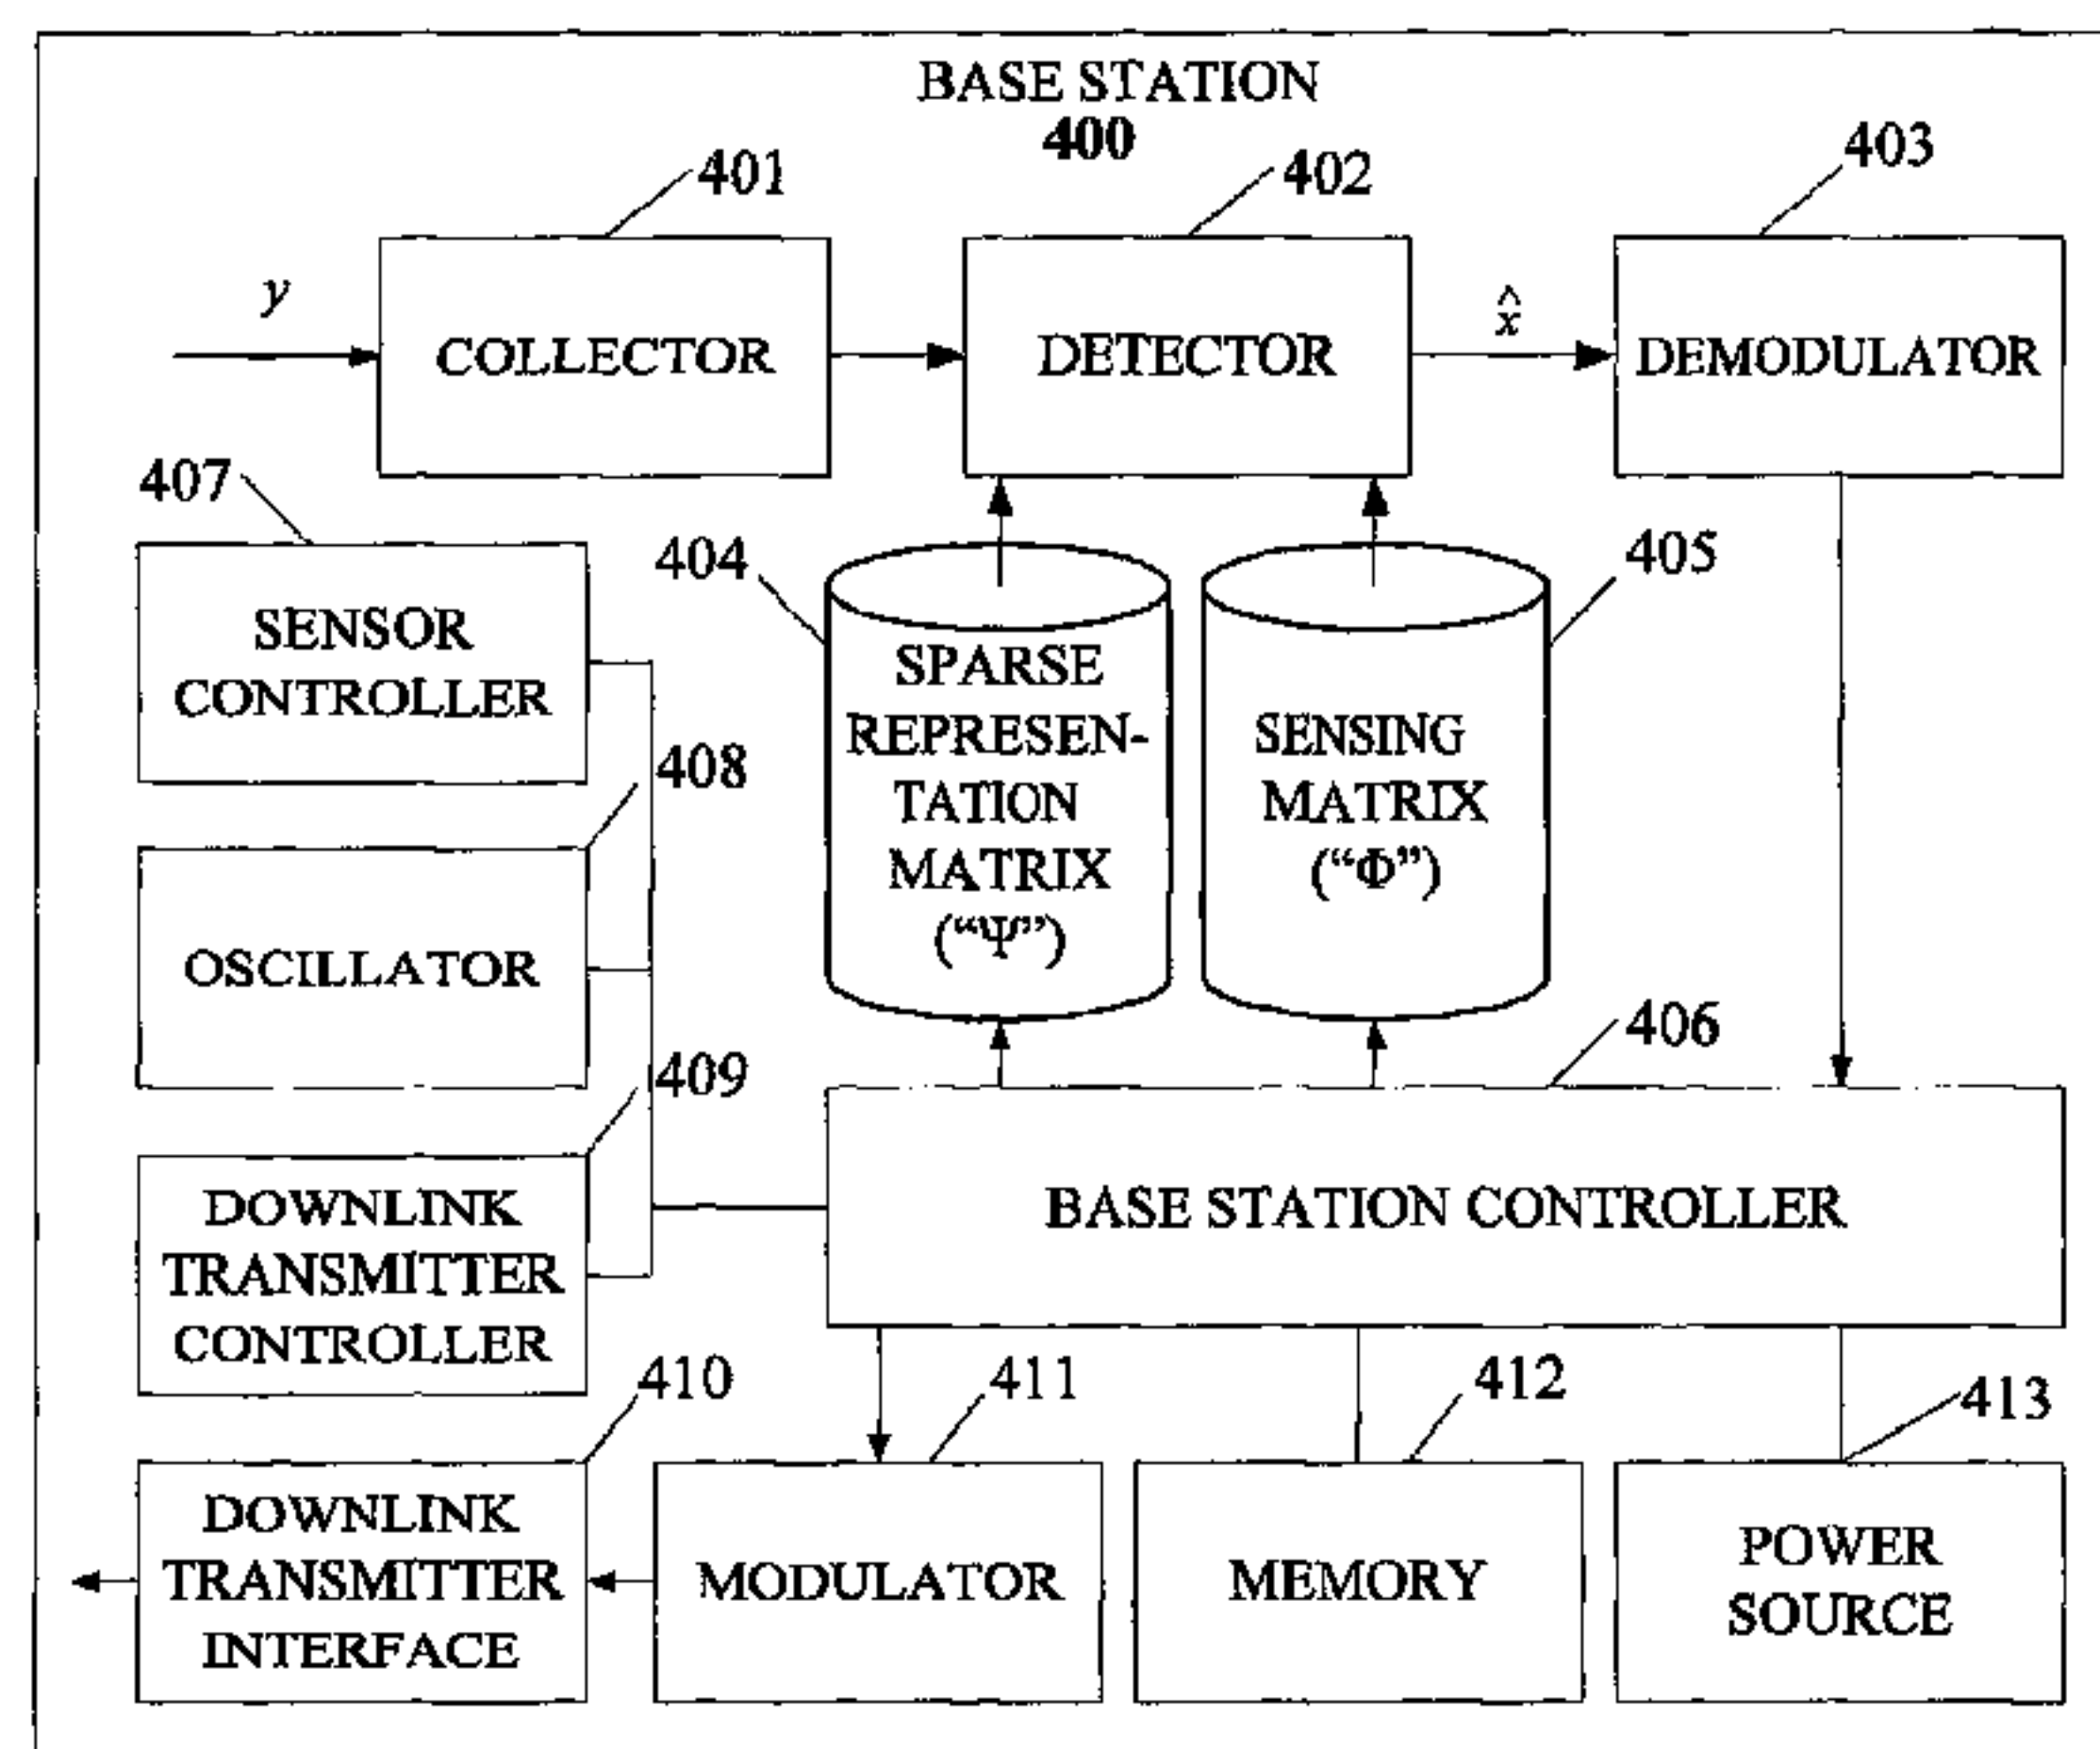 BASE STATION
400
401
402
403
y
COLLECTOR
DETECTOR
x̂
DEMODULATOR
407
404
405
SENSOR
CONTROLLER
SPARSE
REPRESEN-
TATION
MATRIX
(“Ψ”)
SENSING
MATRIX
(“Φ”)
408
OSCILLATOR
406
409
DOWNLINK
TRANSMITTER
CONTROLLER
BASE STATION CONTROLLER
410
411
412
413
DOWNLINK
TRANSMITTER
INTERFACE
MODULATOR
MEMORY
POWER
SOURCE